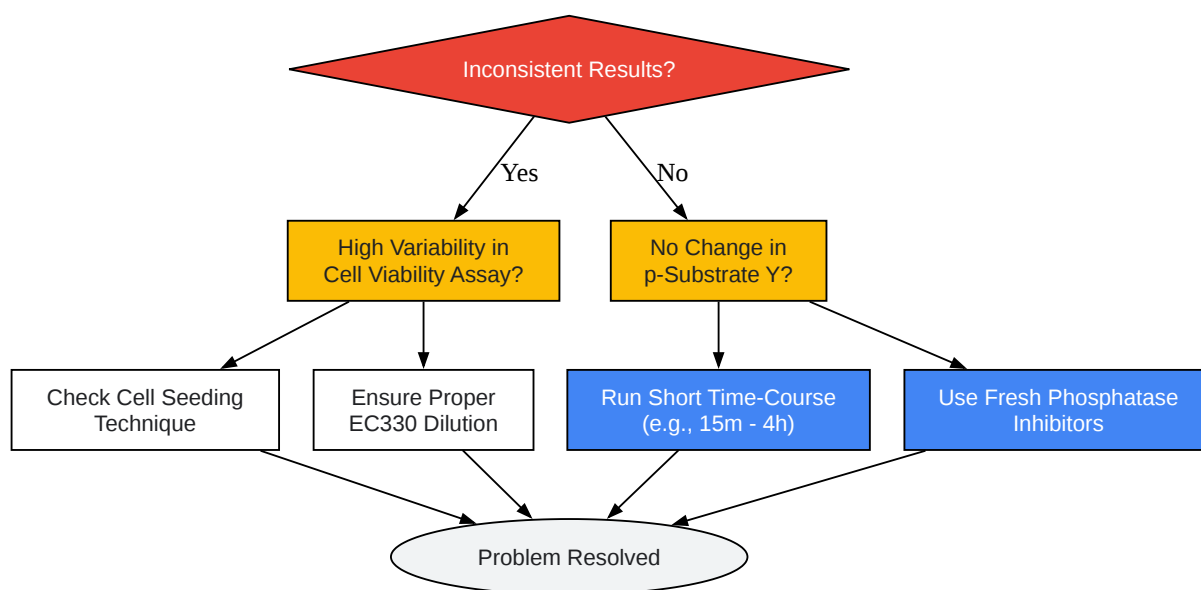 Inconsistent Results?
Yes
No
High Variability in
Cell Viability Assay?
No Change in
p-Substrate Y?
Check Cell Seeding
Technique
Ensure Proper
EC330 Dilution
Run Short Time-Course
(e.g., 15m - 4h)
Use Fresh Phosphatase
Inhibitors
Problem Resolved